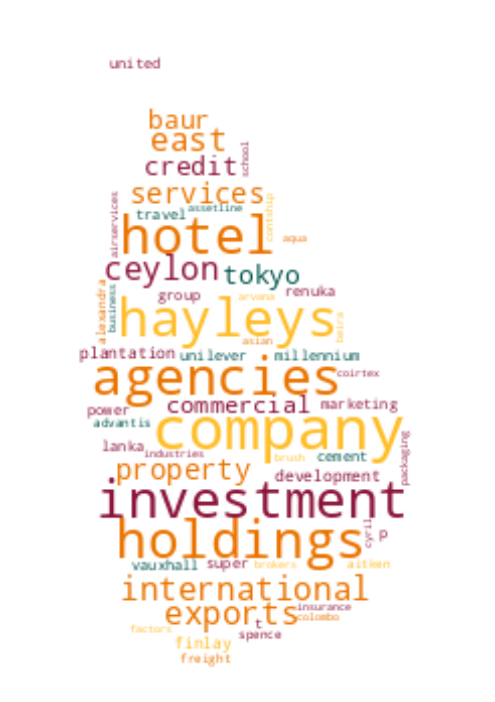 united
baur
east
school
credit
services
assetline
travel
contship
airservices
hotel
aqua
ceylon
tokyo
alexandra
business
group
arvana
renuka
hayleys
beira
asian
plantation
unilever
millennium
agencies
coirtex
power
commercial
marketing
advantis
company
lanka
industries
brush
cement
packaging
property
development
investment
holdings
cyril
p
vauxhall
super
brokers
aitken
international
exports
insurance
colombo
t
factors
spence
finlay
freight